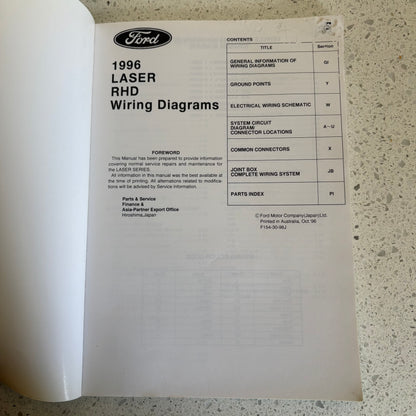 Ford
1996
LASER
RHD
Wiring Diagrams
FOREWORD
This Manual has been prepared to provide information
covering normal service repairs and maintenance for
the LASER SERIES.
All information in this manual was the best available at
the time of printing. All alternations related to modifica-
tions will be advised by Service information.
Parts & Service
Finance &
Asia-Partner Export Office
Hiroshima,Japan
CONTENTS
TITLE Section
GENERAL INFORMATION OF
WIRING DIAGRAMS GI
GROUND POINTS Y
ELECTRICAL WIRING SCHEMATIC W
SYSTEM CIRCUIT
DIAGRAM/
CONNECTOR LOCATIONS A~U
COMMON CONNECTORS X
JOINT BOX
COMPLETE WIRING SYSTEM JB
PARTS INDEX PI
© Ford Motor Company(Japan)Ltd.
Printed in Australia, Oct.'96
F154-30-96J